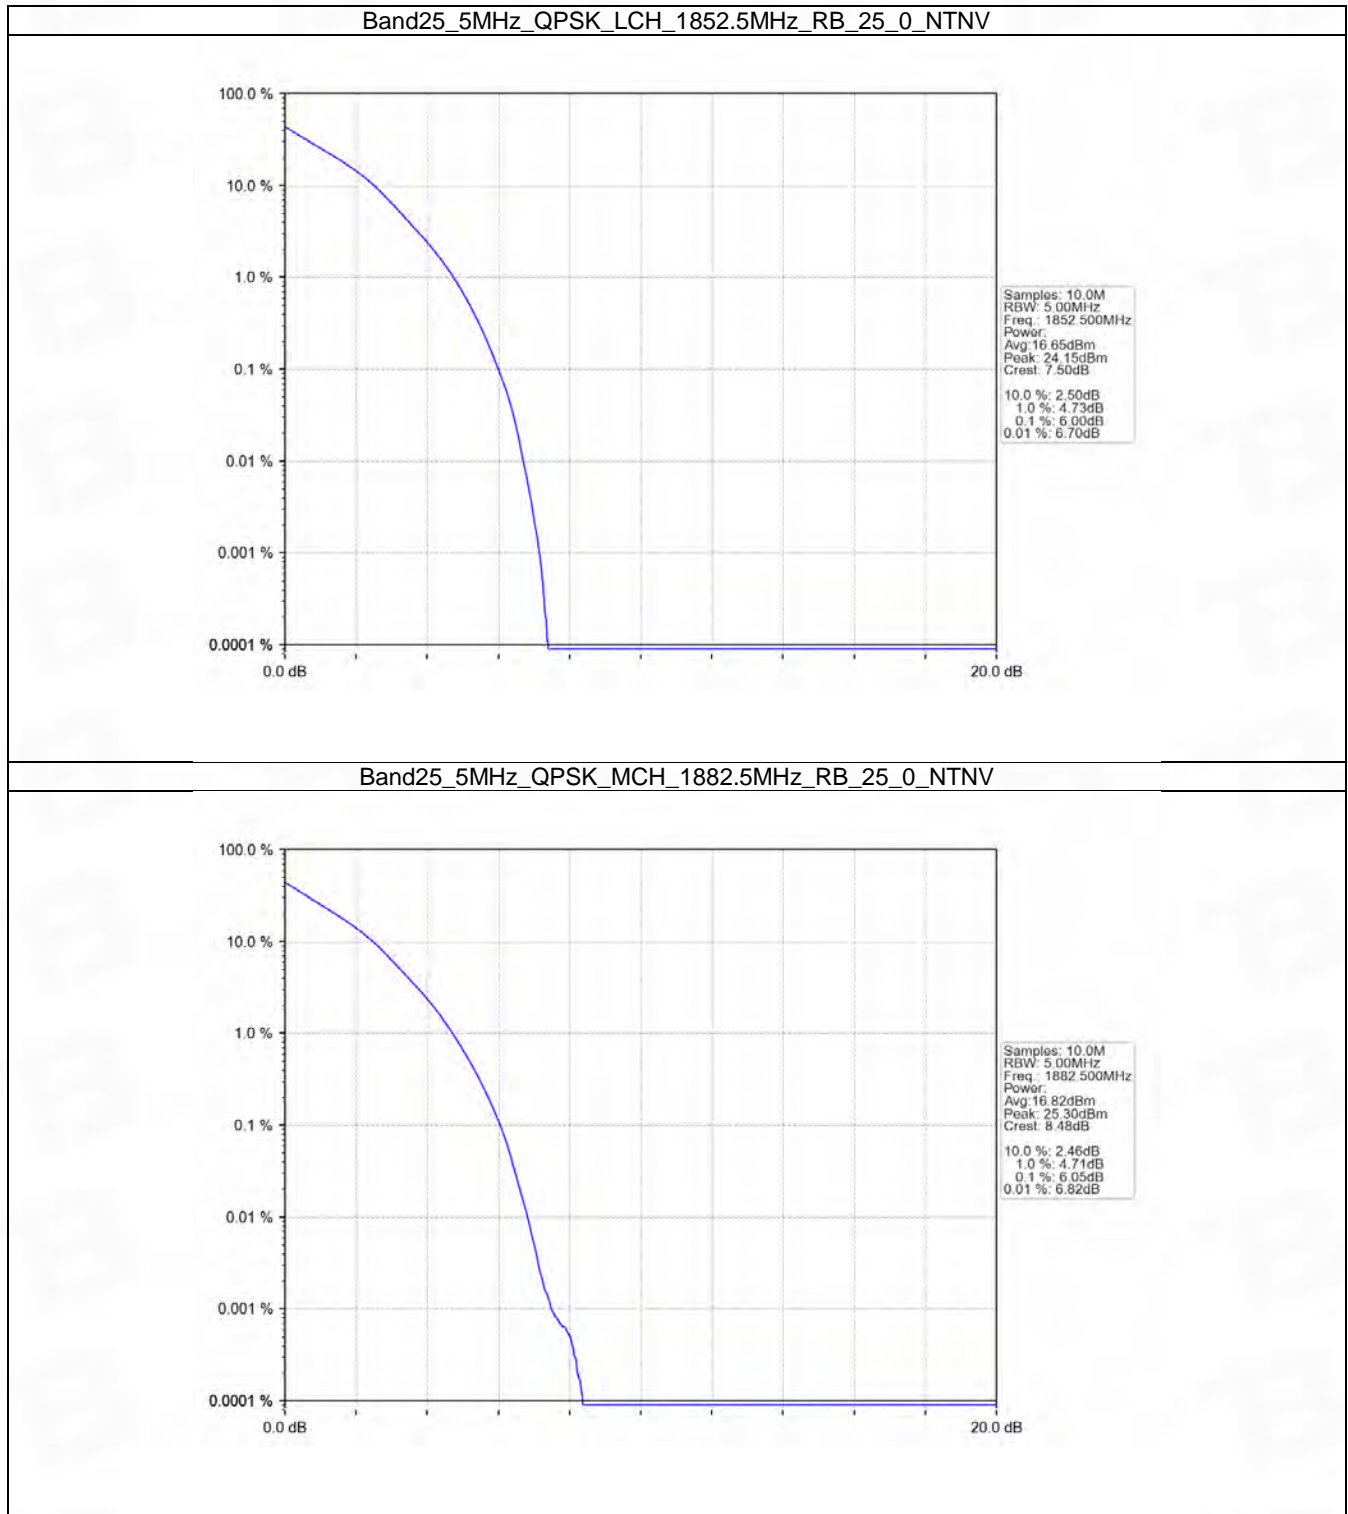 Band25_5MHz_QPSK_LCH_1852.5MHz_RB_25_0_NTNV
100.0 %
10.0 %
1.0 %
0.1 %
0.01 %
0.001 %
0.0001 %
0.0 dB
20.0 dB
Samples: 10.0M
RBW: 5.00MHz
Freq.: 1852.500MHz
Power:
Avg:16.65dBm
Peak: 24.15dBm
Crest: 7.50dB
10.0 %: 2.50dB
1.0 %: 4.73dB
0.1 %: 6.00dB
0.01 %: 6.70dB
Band25_5MHz_QPSK_MCH_1882.5MHz_RB_25_0_NTNV
100.0 %
10.0 %
1.0 %
0.1 %
0.01 %
0.001 %
0.0001 %
0.0 dB
20.0 dB
Samples: 10.0M
RBW: 5.00MHz
Freq.: 1882.500MHz
Power:
Avg:16.82dBm
Peak: 25.30dBm
Crest: 8.48dB
10.0 %: 2.46dB
1.0 %: 4.71dB
0.1 %: 6.05dB
0.01 %: 6.82dB